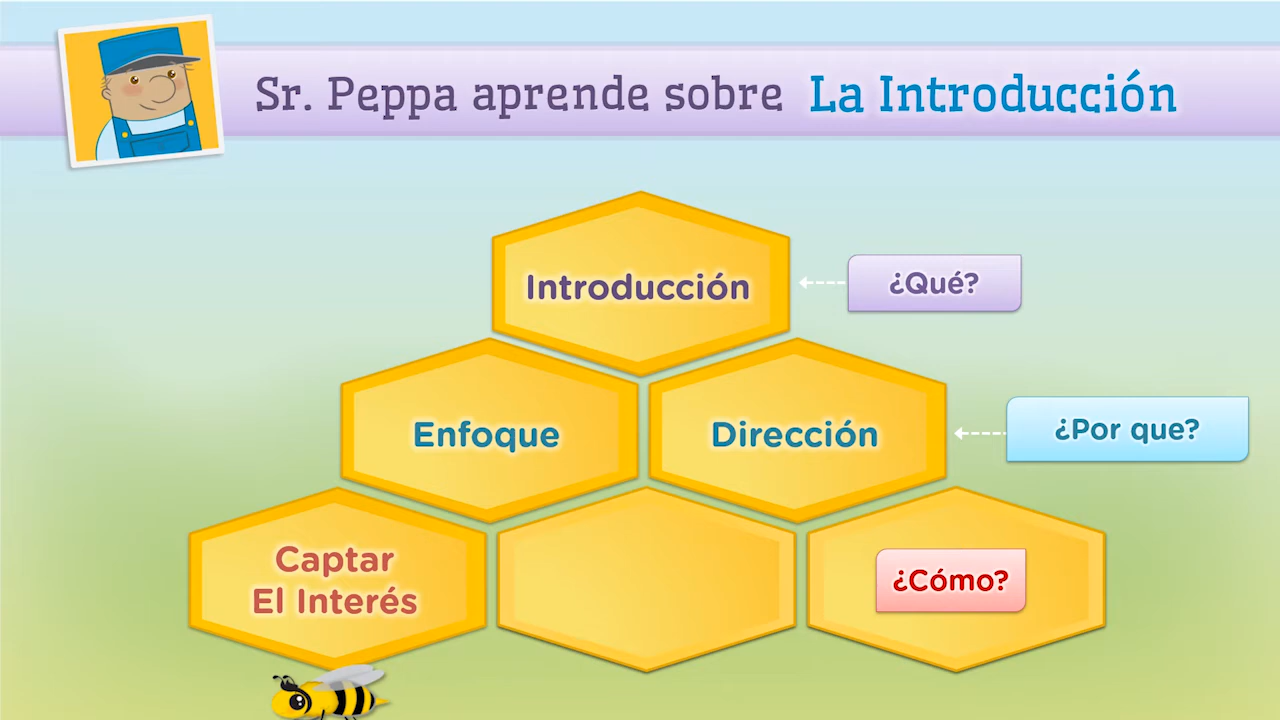 Sr. Peppa aprende sobre La Introducción
Introducción
¿Qué?
Enfoque
Dirección
¿Por que?
Captar
El Interés
¿Cómo?